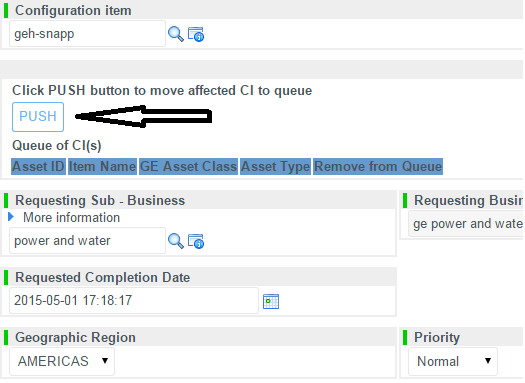 Configuration item
geh-snapp
Click PUSH button to move affected CI to queue
PUSH
Queue of CI(s)
Asset ID Item Name GE Asset Class Asset Type Remove from Queue
Requesting Sub - Business
More information
power and water
Requesting Busin
ge power and wate
Requested Completion Date
2015-05-01 17:18:17
Geographic Region
AMERICAS
Priority
Normal